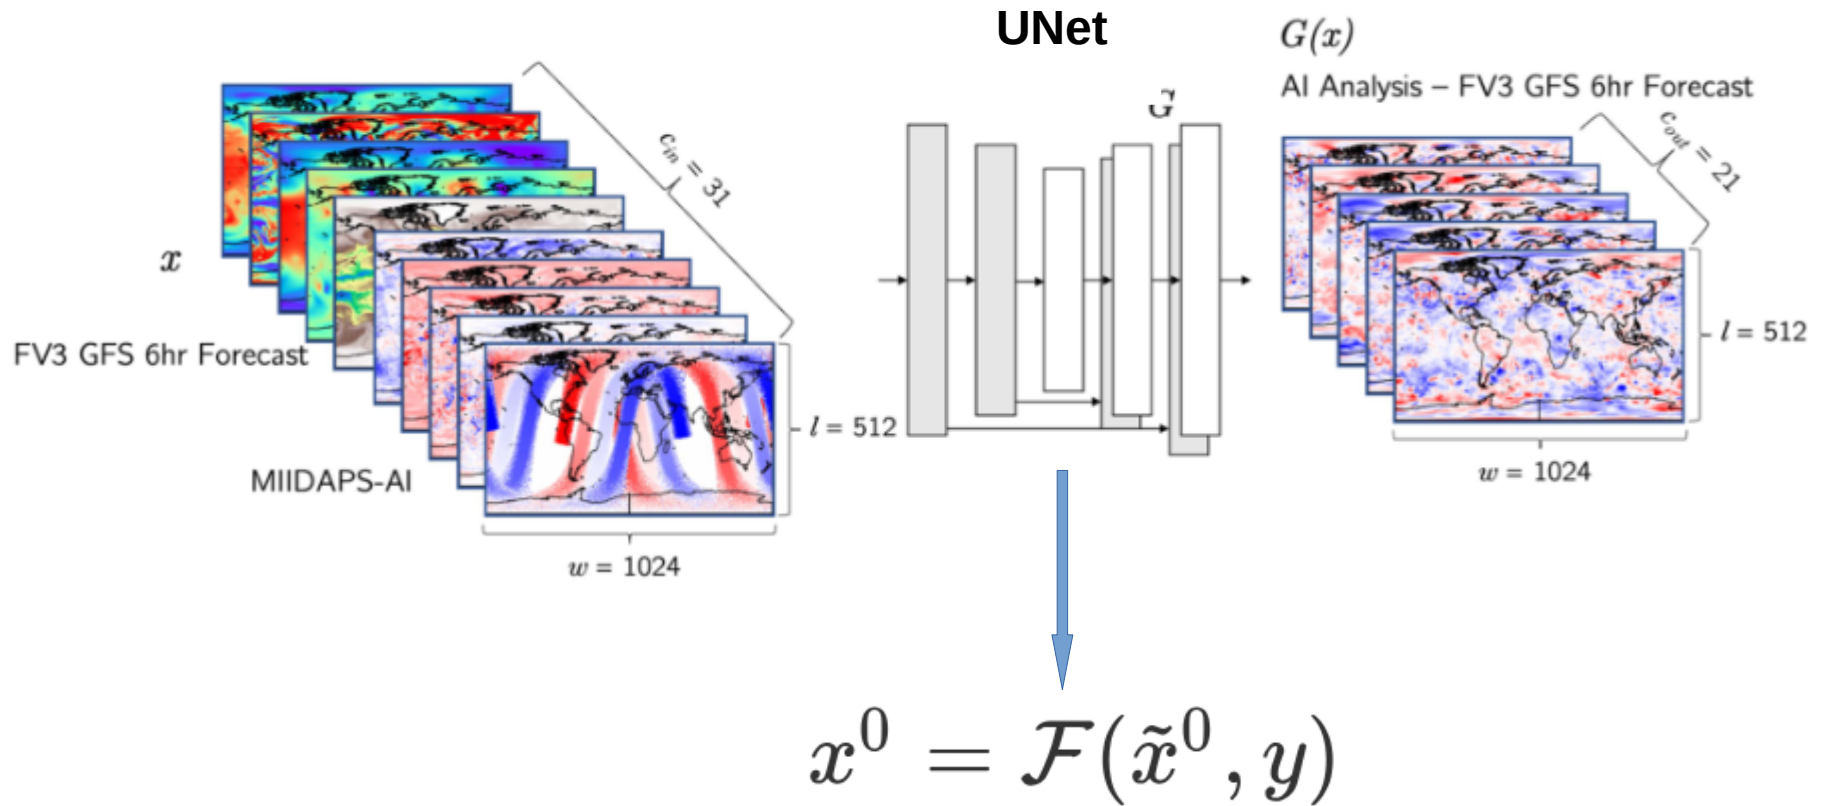 UNet
G(x)
AI Analysis – FV3 GFS 6hr Forecast
c_in = 31
G
c_out = 21
x
FV3 GFS 6hr Forecast
l = 512
l = 512
MIIDAPS-AI
w = 1024
w = 1024
x⁰ = ℱ(x̃⁰, y)